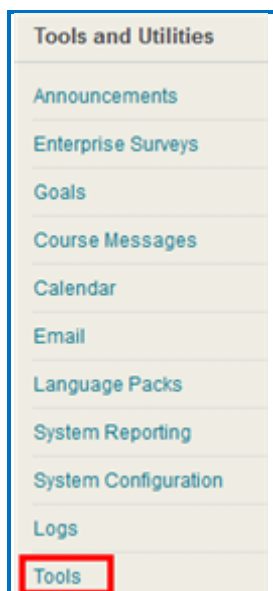 Tools and Utilities
Announcements
Enterprise Surveys
Goals
Course Messages
Calendar
Email
Language Packs
System Reporting
System Configuration
Logs
Tools